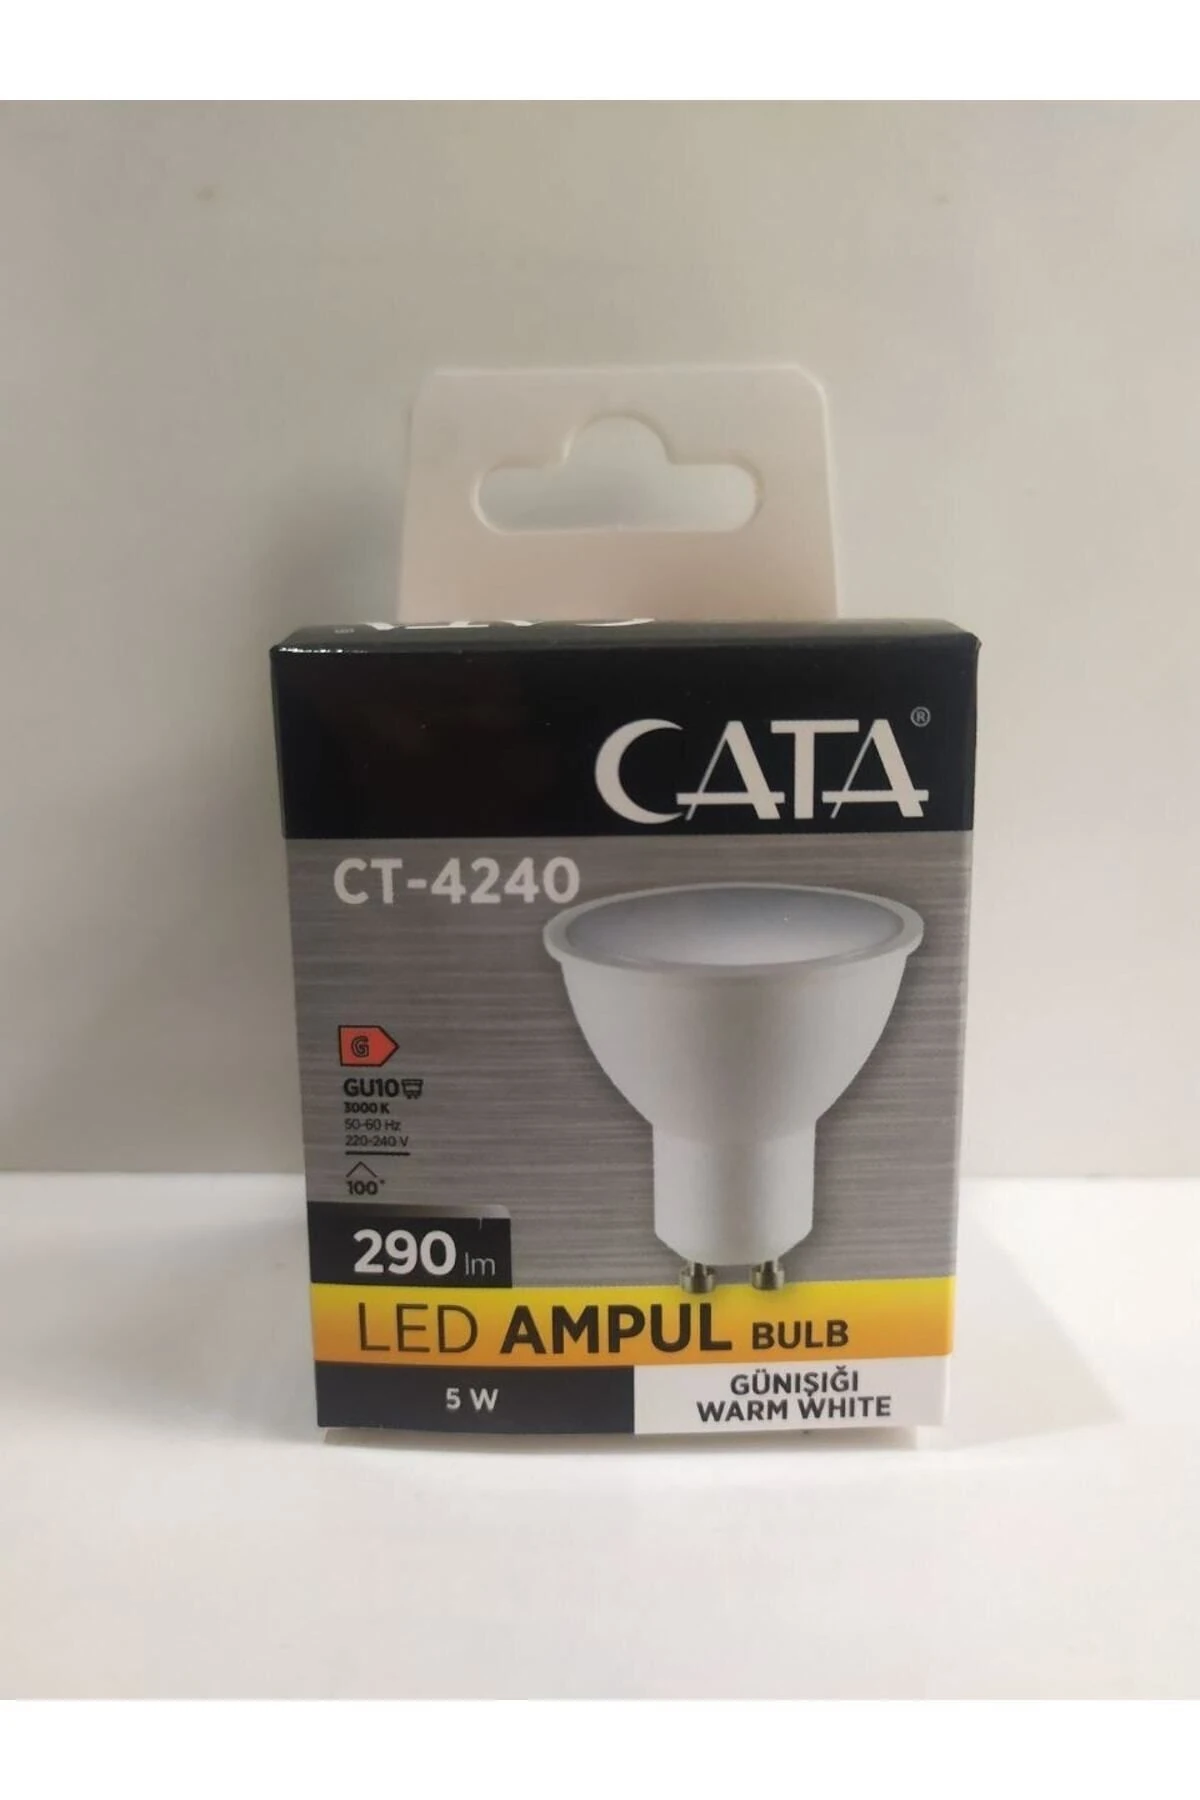 CATA
CATA®
CT-4240
G
GU10
3000 K
50-60 Hz
220-240 V
100°
290 lm
LED AMPUL BULB
5 W
GÜNIŞIĞI
WARM WHITE